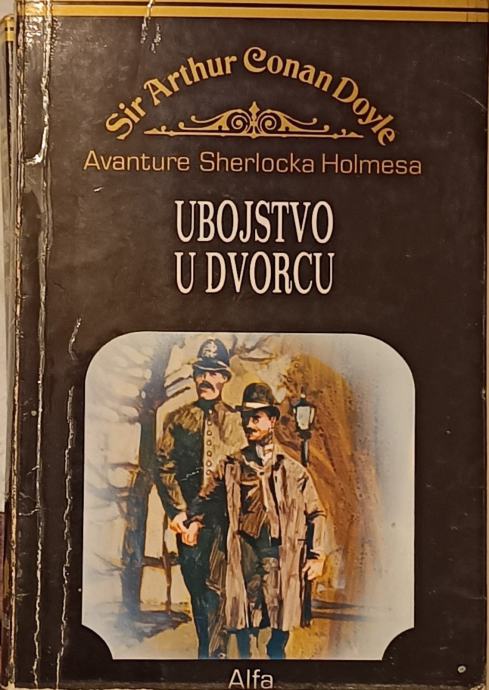 Sir Arthur Conan Doyle
Avanture Sherlocka Holmesa
UBOJSTVO
U DVORCU
Alfa